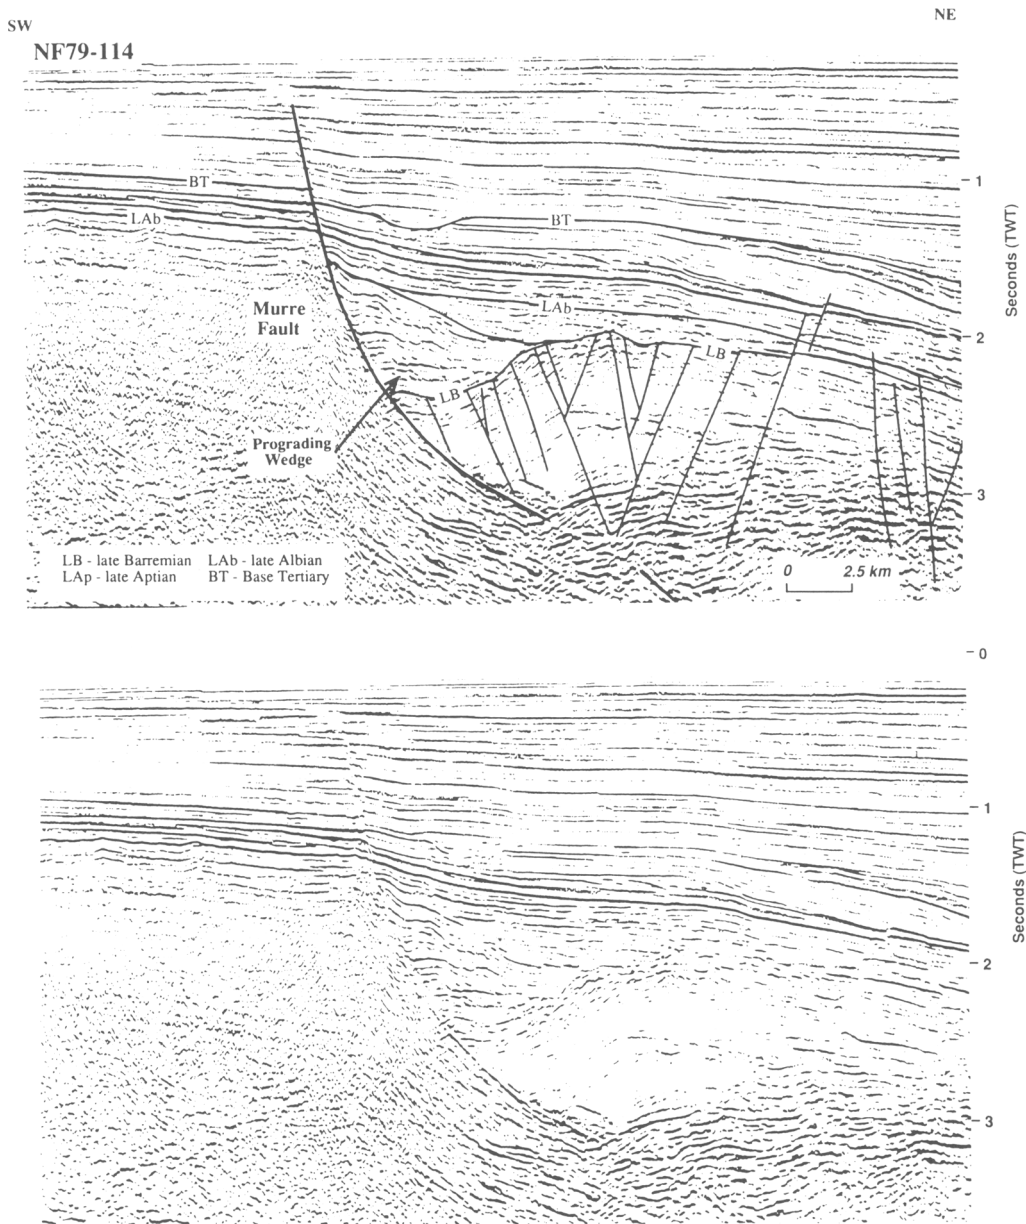 SW
NE
NF79-114
BT
1
LAb
BT
Seconds (TWT)
Murre
Fault
LAb
2
LB
LB
Prograding
Wedge
3
LB - late Barremian LAb - late Albian
LAp - late Aptian BT - Base Tertiary
0 2.5 km
0
1
Seconds (TWT)
2
3